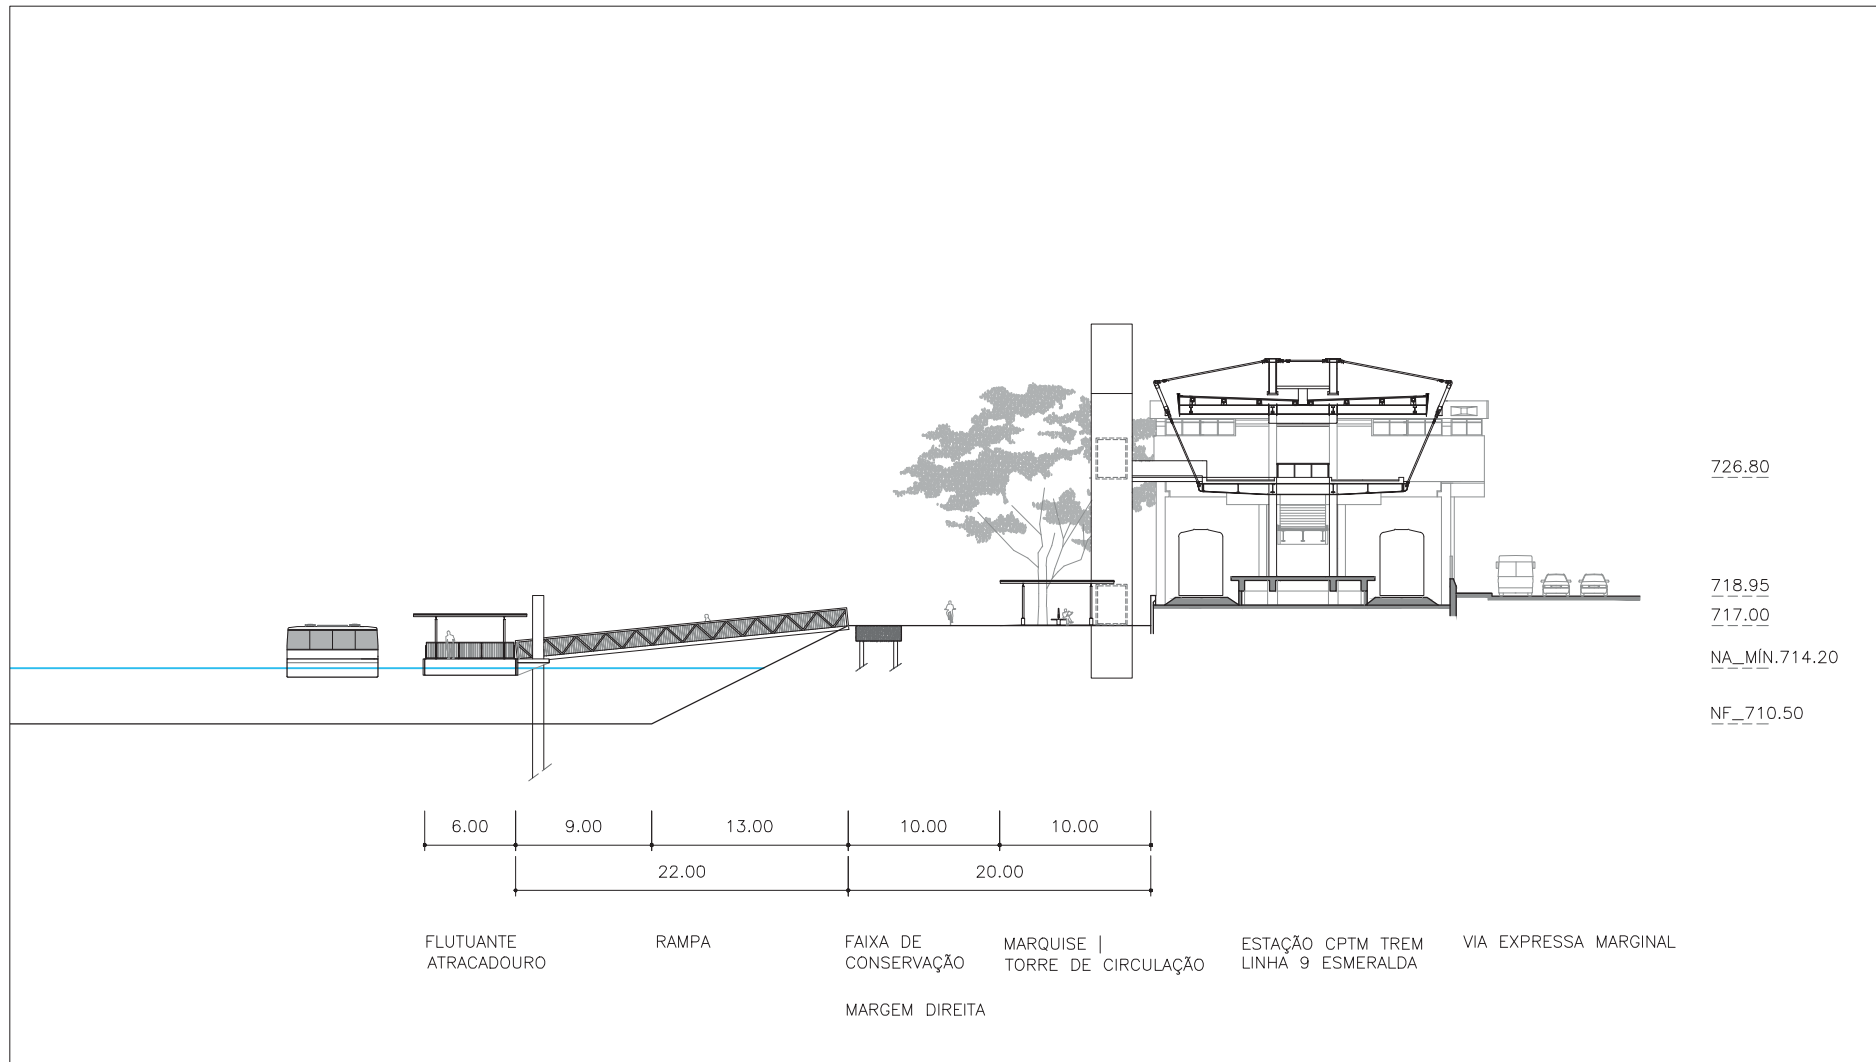 726.80
718.95
717.00
NA_MÍN.714.20
NF_710.50
6.00 9.00 13.00 10.00 10.00
22.00 20.00
FLUTUANTE
ATRACADOURO
RAMPA
FAIXA DE
CONSERVAÇÃO
MARQUISE |
TORRE DE CIRCULAÇÃO
ESTAÇÃO CPTM TREM
LINHA 9 ESMERALDA
VIA EXPRESSA MARGINAL
MARGEM DIREITA